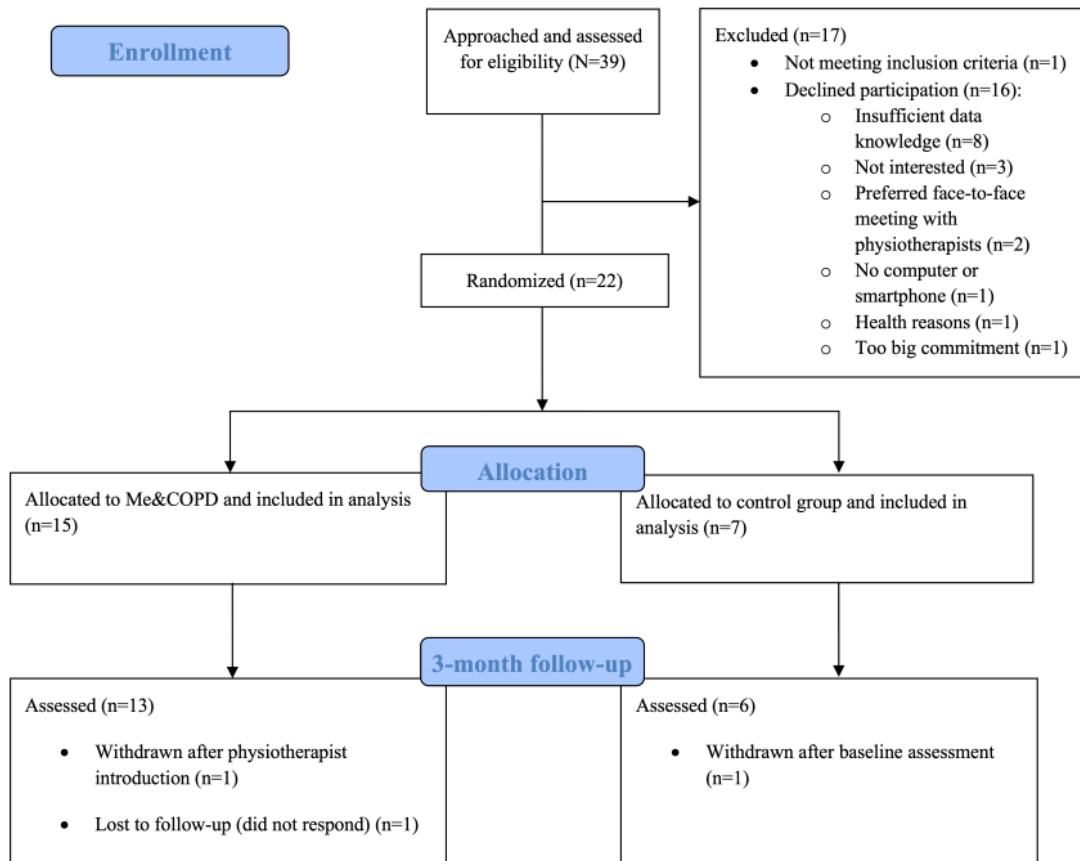 Enrollment
Approached and assessed
for eligibility (N=39)
Excluded (n=17)
• Not meeting inclusion criteria (n=1)
• Declined participation (n=16):
o Insufficient data
knowledge (n=8)
o Not interested (n=3)
o Preferred face-to-face
meeting with
physiotherapists (n=2)
o No computer or
smartphone (n=1)
o Health reasons (n=1)
o Too big commitment (n=1)
Randomized (n=22)
Allocation
Allocated to Me&COPD and included in analysis
(n=15)
Allocated to control group and included in
analysis (n=7)
3-month follow-up
Assessed (n=13)
• Withdrawn after physiotherapist
introduction (n=1)
• Lost to follow-up (did not respond) (n=1)
Assessed (n=6)
• Withdrawn after baseline assessment
(n=1)